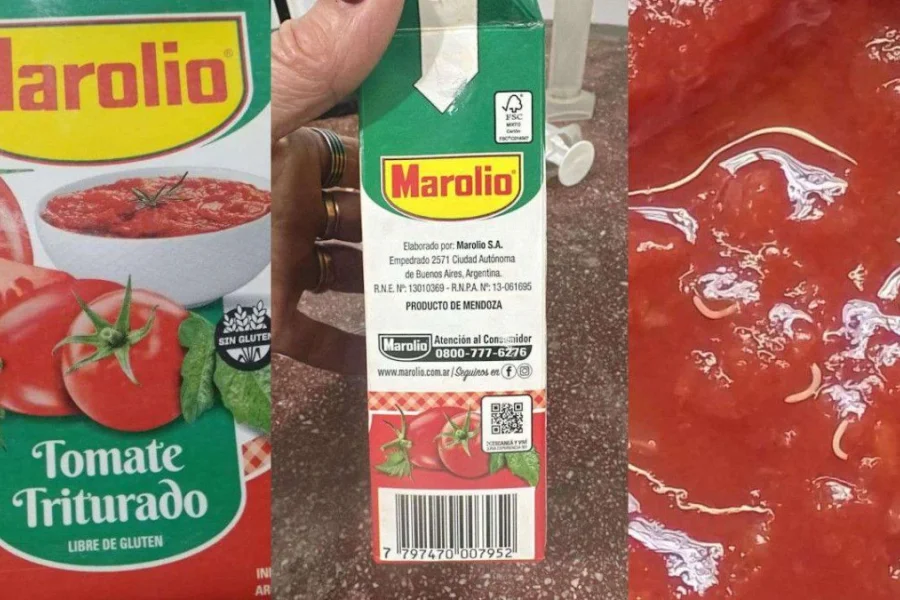 Marolio
SIN GLUTEN
Tomate
Triturado
LIBRE DE GLUTEN
FSC
MIXTO
Marolio
Elaborado por: Marolio S.A.
Empedrado 2571 Ciudad Autónoma
de Buenos Aires, Argentina.
R.N.E. Nº: 13010369 - R.N.P.A. Nº: 13-061695
PRODUCTO DE MENDOZA
Marolio Atención al Consumidor
0800-777-6276
www.marolio.com.ar / Seguinos en
7 797470 007952